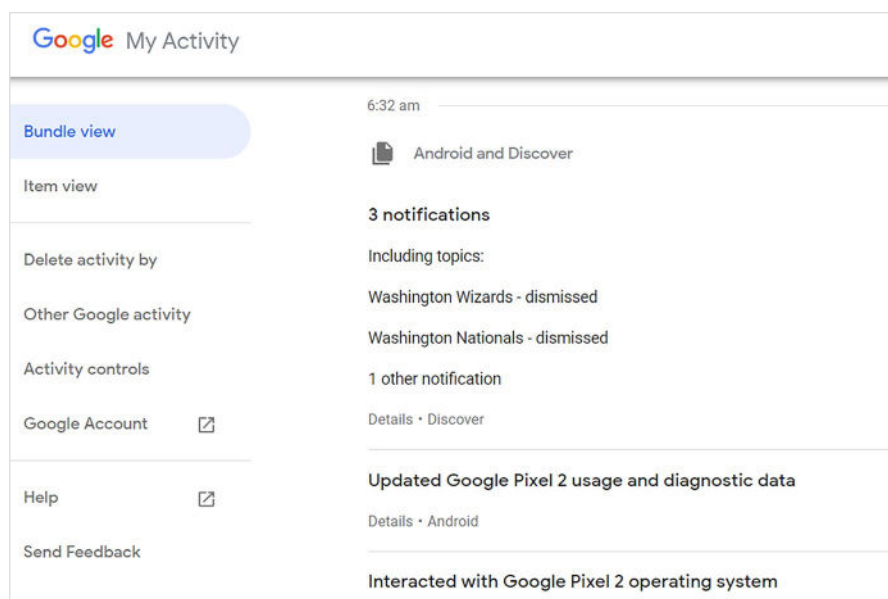 Google My Activity
Bundle view
Item view
Delete activity by
Other Google activity
Activity controls
Google Account
Help
Send Feedback
6:32 am
Android and Discover
3 notifications
Including topics:
Washington Wizards - dismissed
Washington Nationals - dismissed
1 other notification
Details • Discover
Updated Google Pixel 2 usage and diagnostic data
Details • Android
Interacted with Google Pixel 2 operating system